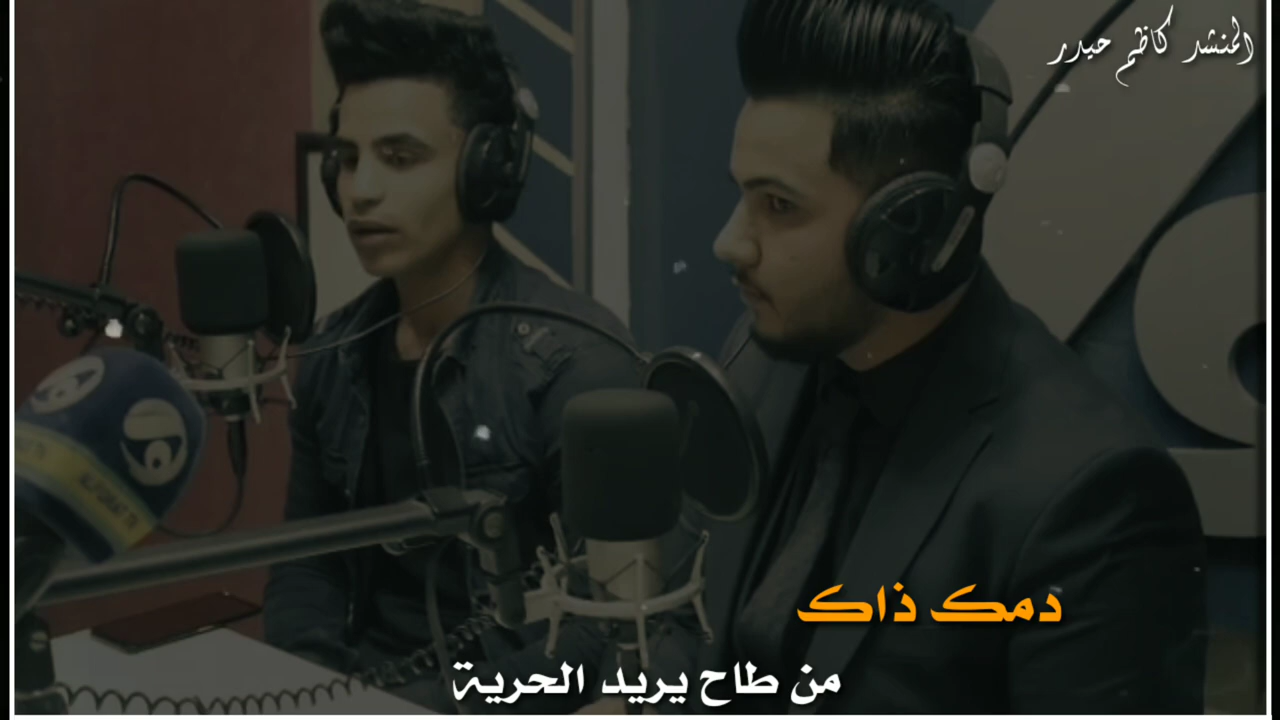 المنشد كاظم حيدر
دمك ذاك
من طاح يريد الحرية